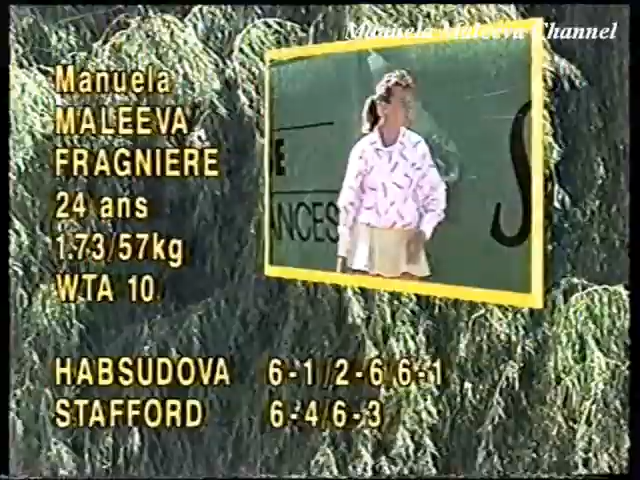 Manuela Maleeva Channel
Manuela
MALEEVA
FRAGNIERE
24 ans
1.73/57kg
WTA 10
ANCES
HABSUDOVA 6-1/2-6/6-1
STAFFORD 6-4/6-3